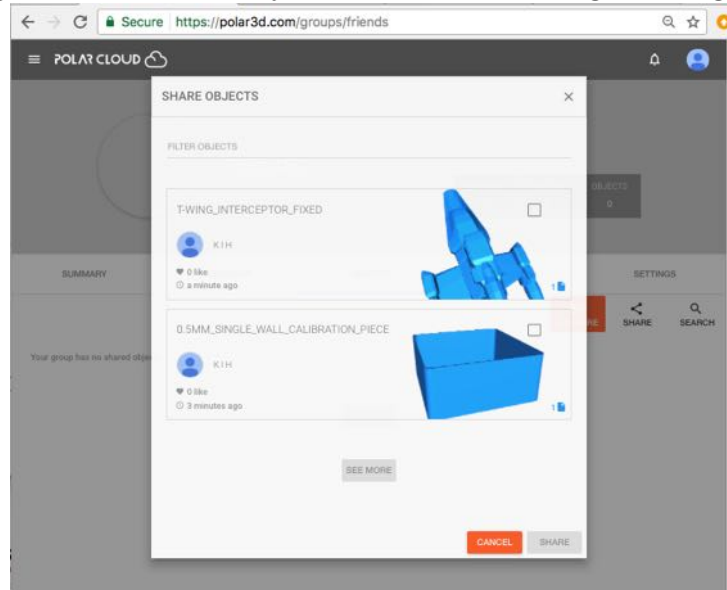 Secure https://polar3d.com/groups/friends
POLAR CLOUD
SHARE OBJECTS
FILTER OBJECTS
OBJECTS
0
T-WING_INTERCEPTOR_FIXED
KIH
0 like
a minute ago
1
SUMMARY
SETTINGS
SHARE
SEARCH
0.5MM_SINGLE_WALL_CALIBRATION_PIECE
KIH
0 like
3 minutes ago
1
Your group has no shared
SEE MORE
CANCEL
SHARE